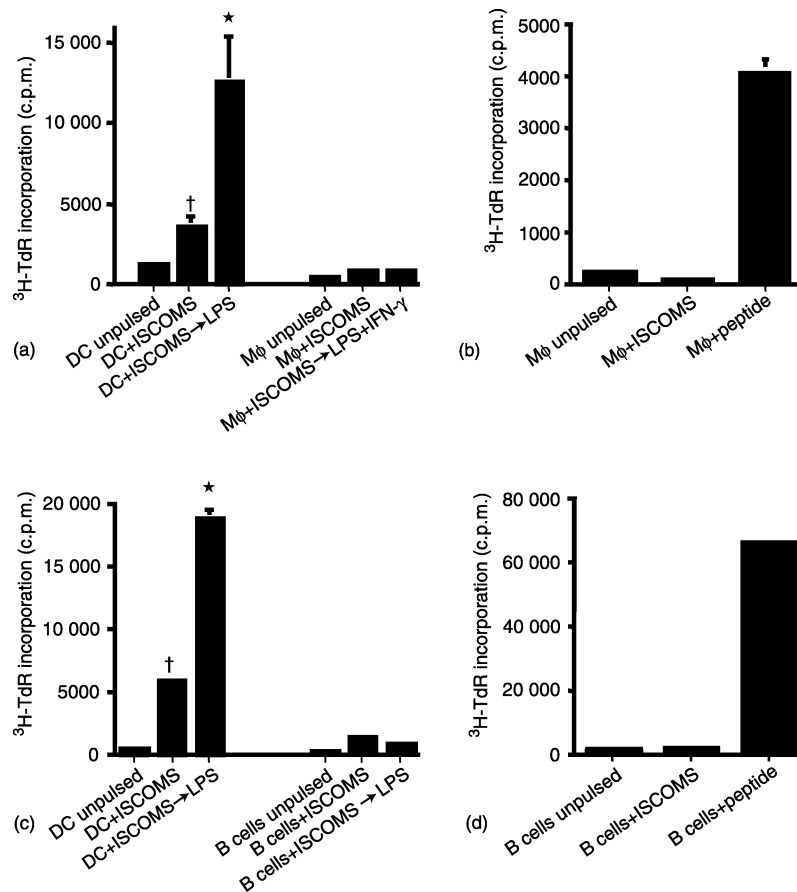 ³H-TdR incorporation (c.p.m.)
15 000
10 000
5000
0
★
†
DC unpulsed
DC+ISCOMS
DC+ISCOMS→LPS
Mϕ unpulsed
Mϕ+ISCOMS
Mϕ+ISCOMS→LPS+IFN-γ
(a)
³H-TdR incorporation (c.p.m.)
5000
4000
3000
2000
1000
0
Mϕ unpulsed
Mϕ+ISCOMS
Mϕ+peptide
(b)
³H-TdR incorporation (c.p.m.)
20 000
15 000
10 000
5000
0
★
†
DC unpulsed
DC+ISCOMS
DC+ISCOMS→LPS
B cells unpulsed
B cells+ISCOMS
B cells+ISCOMS →LPS
(c)
³H-TdR incorporation (c.p.m.)
80 000
60 000
40 000
20 000
0
B cells unpulsed
B cells+ISCOMS
B cells+peptide
(d)